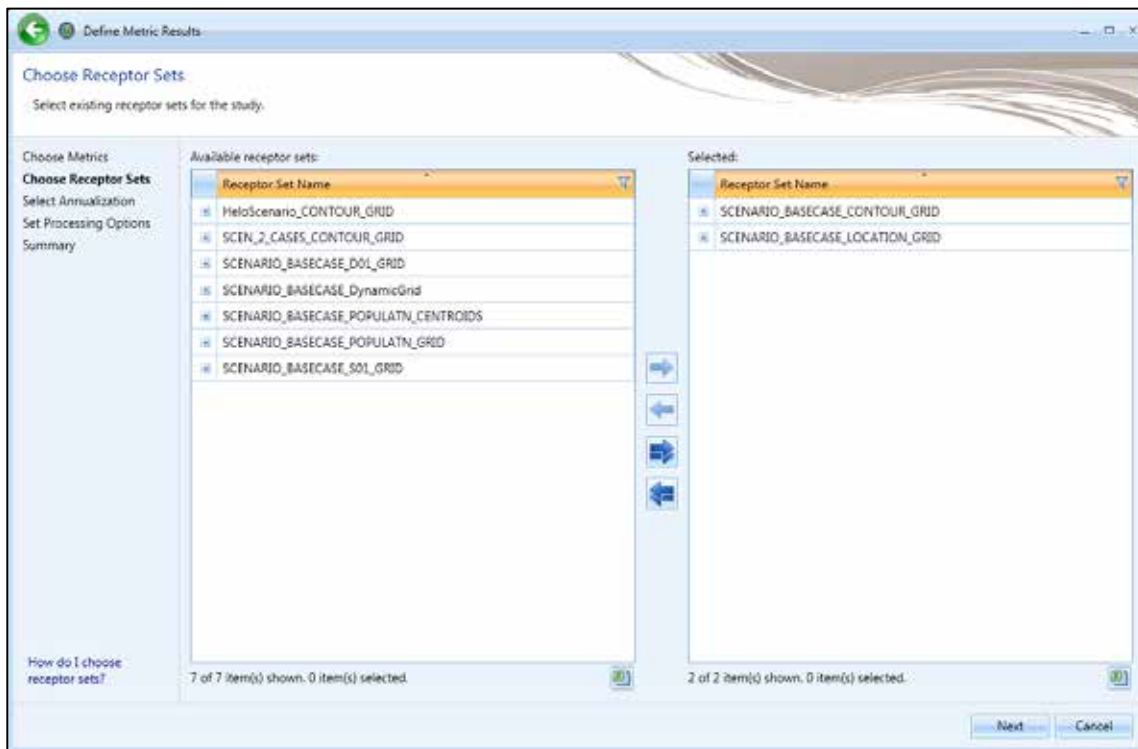 Define Metric Results
Choose Receptor Sets
Select existing receptor sets for the study.
Choose Metrics
Choose Receptor Sets
Select Annualization
Set Processing Options
Summary
How do I choose
receptor sets?
Available receptor sets:
Receptor Set Name
HeloScenario_CONTOUR_GRID
SCEN_2_CASES_CONTOUR_GRID
SCENARIO_BASECASE_D01_GRID
SCENARIO_BASECASE_DynamicGrid
SCENARIO_BASECASE_POPULATN_CENTROIDS
SCENARIO_BASECASE_POPULATN_GRID
SCENARIO_BASECASE_S01_GRID
7 of 7 item(s) shown. 0 item(s) selected.
Selected:
Receptor Set Name
SCENARIO_BASECASE_CONTOUR_GRID
SCENARIO_BASECASE_LOCATION_GRID
2 of 2 item(s) shown. 0 item(s) selected.
Next
Cancel